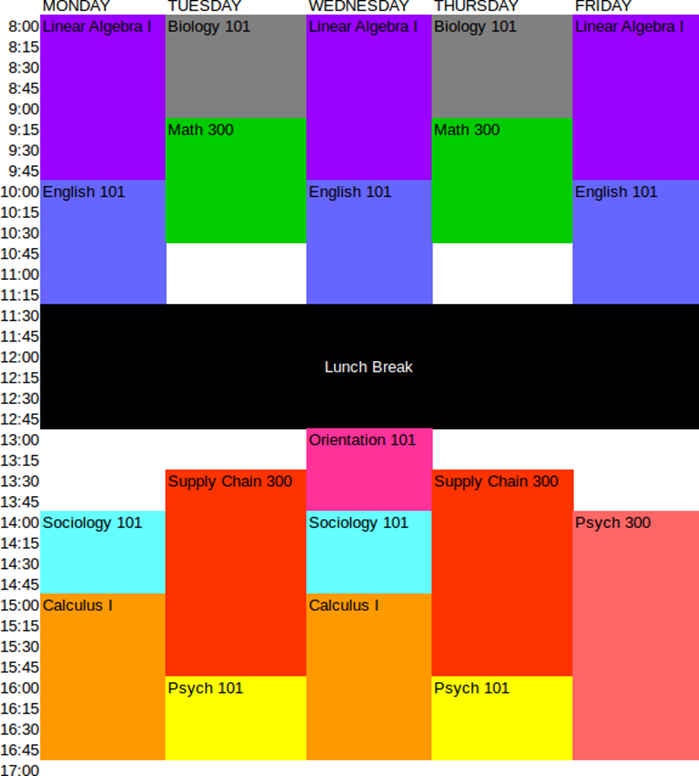 MONDAY TUESDAY WEDNESDAY THURSDAY FRIDAY
8:00 Linear Algebra I Biology 101 Linear Algebra I Biology 101 Linear Algebra I
8:15
8:30
8:45
9:00
9:15 Math 300 Math 300
9:30
9:45
10:00 English 101 English 101 English 101
10:15
10:30
10:45
11:00
11:15
11:30
11:45
12:00
Lunch Break
12:15
12:30
12:45
13:00 Orientation 101
13:15
13:30 Supply Chain 300 Supply Chain 300
13:45
14:00 Sociology 101 Sociology 101 Psych 300
14:15
14:30
14:45
15:00 Calculus I Calculus I
15:15
15:30
15:45
16:00 Psych 101 Psych 101
16:15
16:30
16:45
17:00